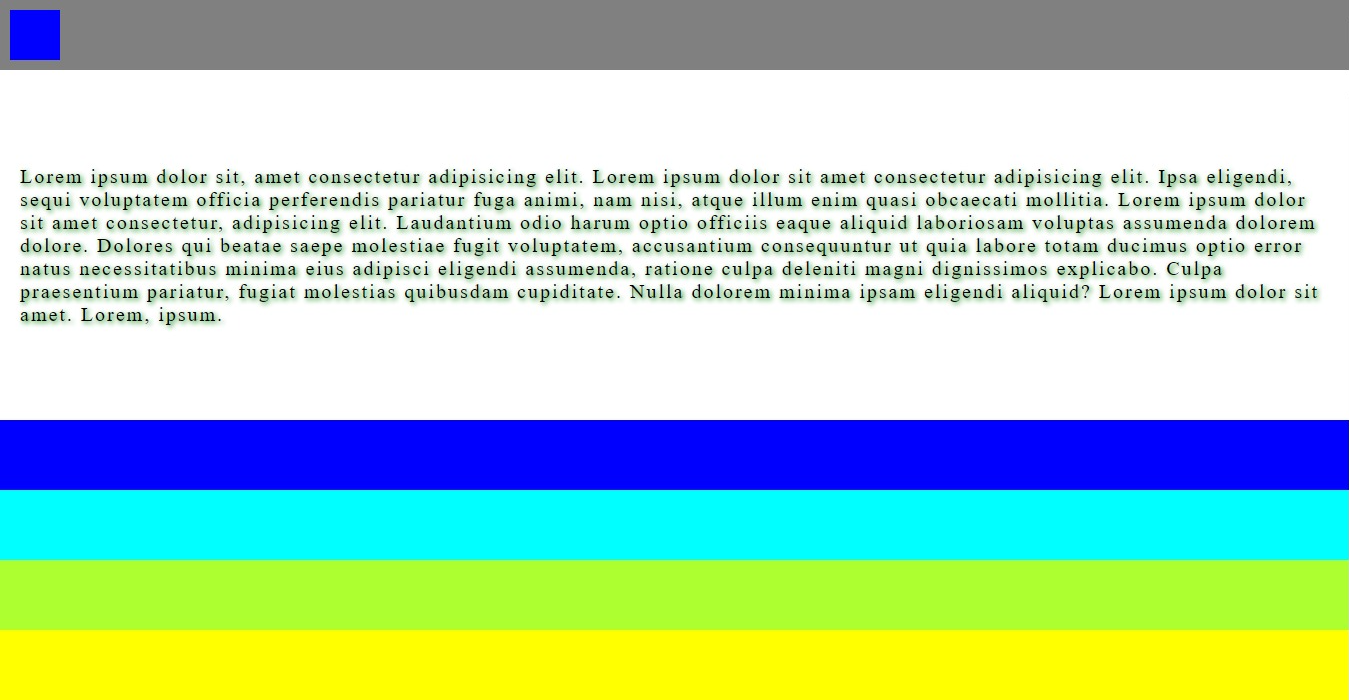 Lorem ipsum dolor sit, amet consectetur adipisicing elit. Lorem ipsum dolor sit amet consectetur adipisicing elit. Ipsa eligendi,
sequi voluptatem officia perferendis pariatur fuga animi, nam nisi, atque illum enim quasi obcaecati mollitia. Lorem ipsum dolor
sit amet consectetur, adipisicing elit. Laudantium odio harum optio officiis eaque aliquid laboriosam voluptas assumenda dolorem
dolore. Dolores qui beatae saepe molestiae fugit voluptatem, accusantium consequuntur ut quia labore totam ducimus optio error
natus necessitatibus minima eius adipisci eligendi assumenda, ratione culpa deleniti magni dignissimos explicabo. Culpa
praesentium pariatur, fugiat molestias quibusdam cupiditate. Nulla dolorem minima ipsam eligendi aliquid? Lorem ipsum dolor sit
amet. Lorem, ipsum.